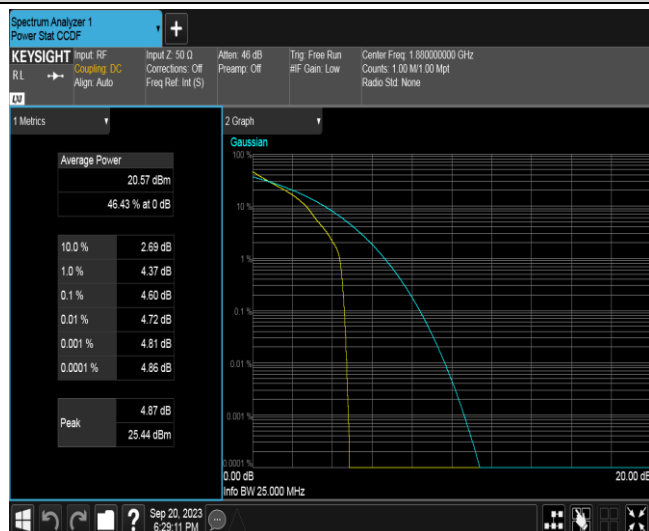 Spectrum Analyzer 1
Power Stat CCDF
+
KEYSIGHT
RL
LXI
Input: RF
Coupling: DC
Align: Auto
Input Z: 50 Ω
Corrections: Off
Freq Ref: Int (S)
Atten: 46 dB
Preamp: Off
Trig: Free Run
#IF Gain: Low
Center Freq: 1.880000000 GHz
Counts: 1.00 M/1.00 Mpt
Radio Std: None
1 Metrics
Average Power
20.57 dBm
46.43 % at 0 dB
10.0 % 2.69 dB
1.0 % 4.37 dB
0.1 % 4.60 dB
0.01 % 4.72 dB
0.001 % 4.81 dB
0.0001 % 4.86 dB
Peak
4.87 dB
25.44 dBm
2 Graph
Gaussian
100 %
10 %
1 %
0.1 %
0.01 %
0.001 %
0.0001 %
0.00 dB
20.00 dB
Info BW 25.000 MHz
?
Sep 20, 2023
6:29:11 PM